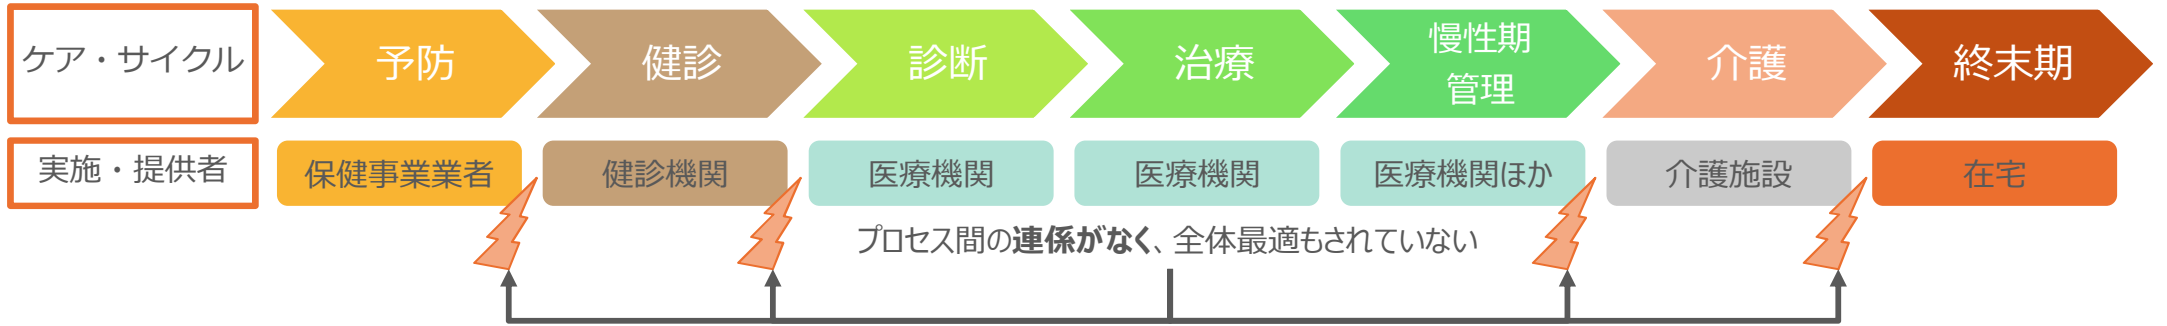 ケア・サイクル
予防
健診
診断
治療
慢性期
管理
介護
終末期
実施・提供者
保健事業業者
健診機関
医療機関
医療機関
医療機関ほか
介護施設
在宅
プロセス間の連係がなく、全体最適もされていない